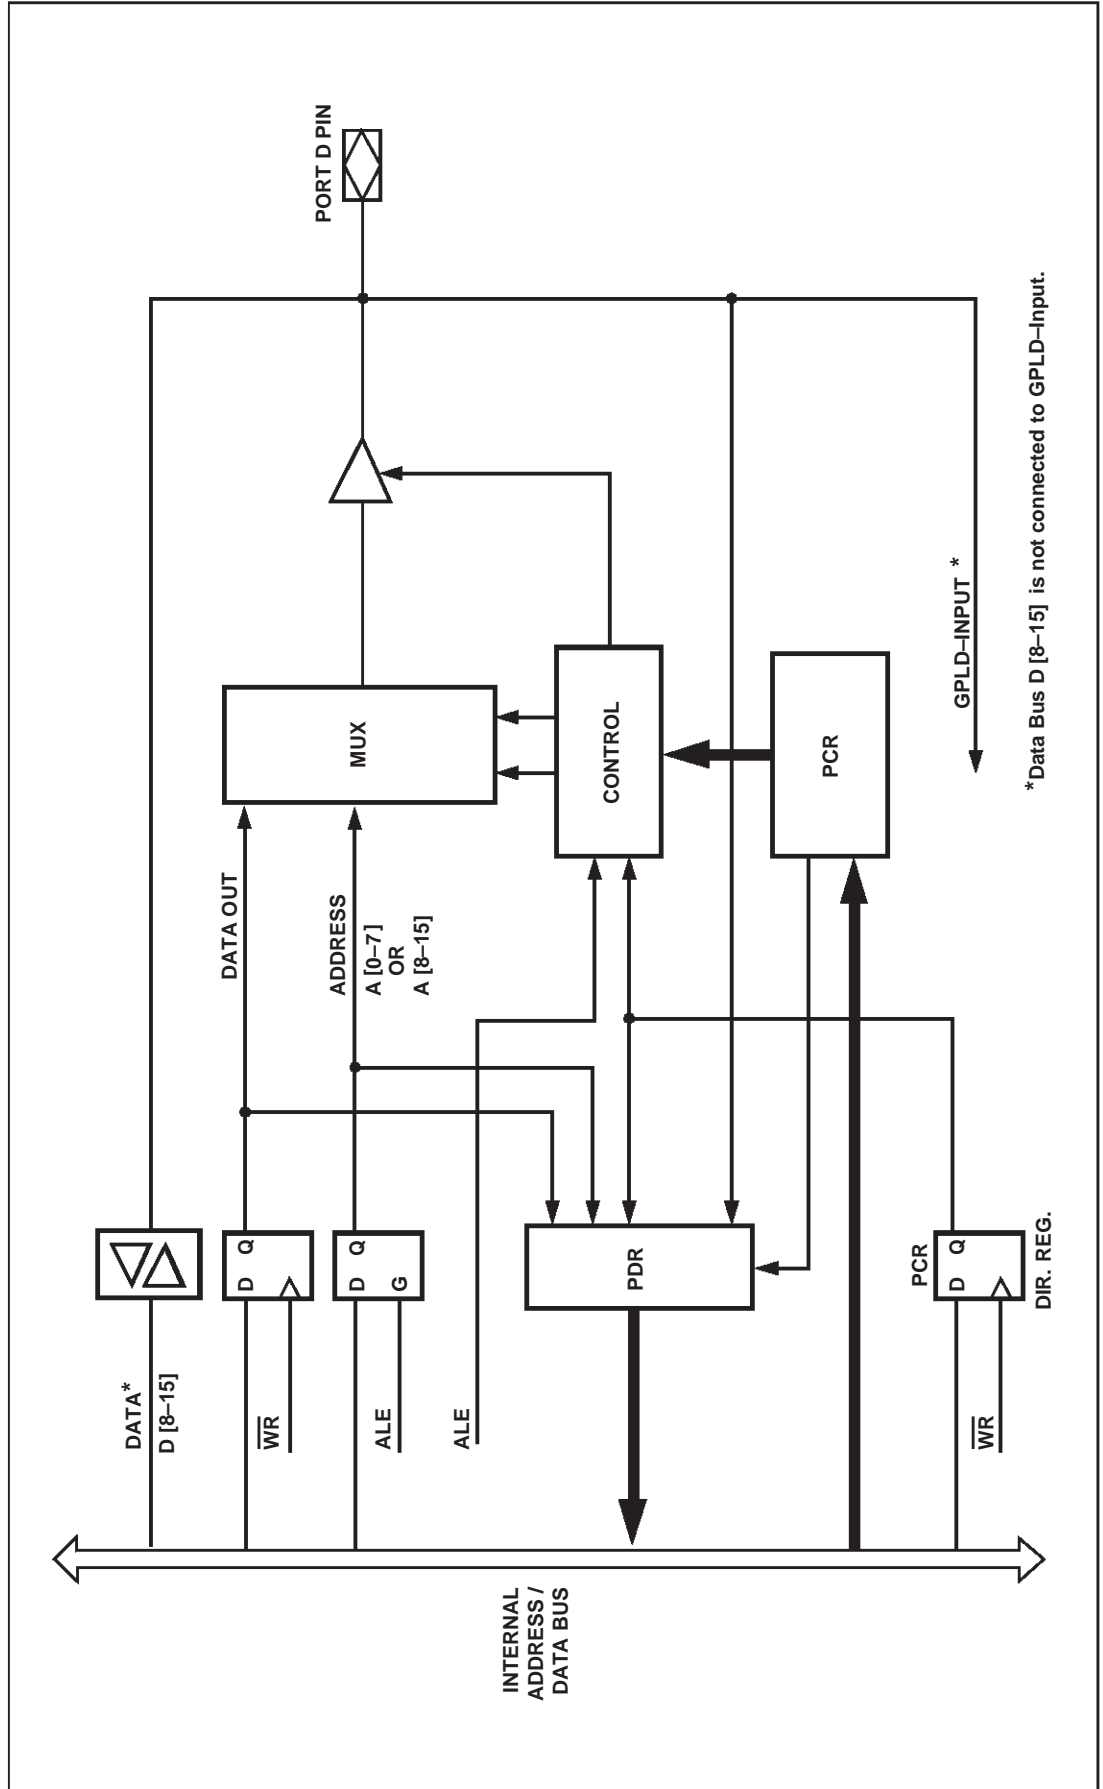 PORT D PIN
DATA*
D [8–15]
D Q
WR
DATA OUT
D Q
G
ALE
ADDRESS
A [0–7]
OR
A [8–15]
MUX
ALE
INTERNAL
ADDRESS /
DATA BUS
PDR
CONTROL
PCR
PCR
D Q
DIR. REG.
WR
GPLD–INPUT *
*Data Bus D [8–15] is not connected to GPLD–Input.